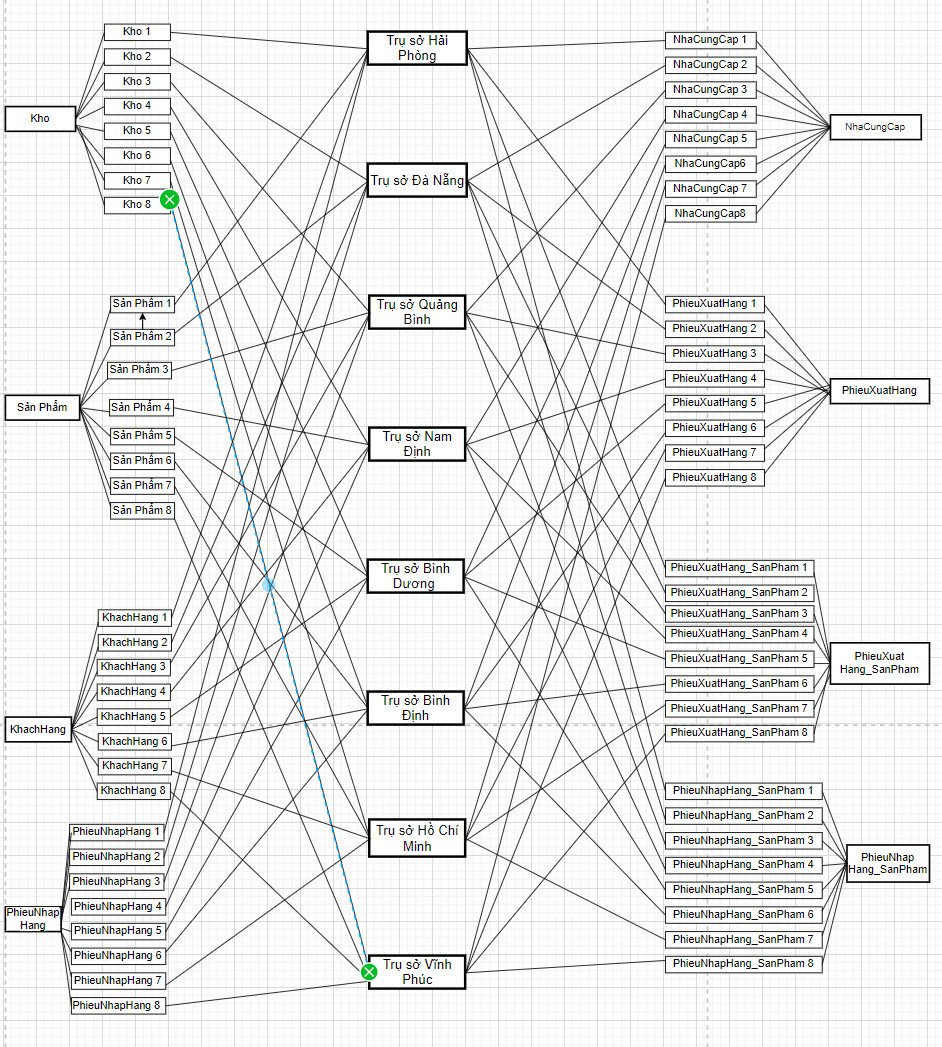 Kho
Kho 1
Kho 2
Kho 3
Kho 4
Kho 5
Kho 6
Kho 7
Kho 8
Sản Phẩm
Sản Phẩm 1
Sản Phẩm 2
Sản Phẩm 3
Sản Phẩm 4
Sản Phẩm 5
Sản Phẩm 6
Sản Phẩm 7
Sản Phẩm 8
KhachHang
KhachHang 1
KhachHang 2
KhachHang 3
KhachHang 4
KhachHang 5
KhachHang 6
KhachHang 7
KhachHang 8
PhieuNhap
Hang
PhieuNhapHang 1
PhieuNhapHang 2
PhieuNhapHang 3
PhieuNhapHang 4
PhieuNhapHang 5
PhieuNhapHang 6
PhieuNhapHang 7
PhieuNhapHang 8
Trụ sở Hải
Phòng
Trụ sở Đà Nẵng
Trụ sở Quảng
Bình
Trụ sở Nam
Định
Trụ sở Bình
Dương
Trụ sở Bình
Định
Trụ sở Hồ Chí
Minh
Trụ sở Vĩnh
Phúc
NhaCungCap 1
NhaCungCap 2
NhaCungCap 3
NhaCungCap 4
NhaCungCap 5
NhaCungCap6
NhaCungCap 7
NhaCungCap8
NhaCungCap
PhieuXuatHang 1
PhieuXuatHang 2
PhieuXuatHang 3
PhieuXuatHang 4
PhieuXuatHang 5
PhieuXuatHang 6
PhieuXuatHang 7
PhieuXuatHang 8
PhieuXuatHang
PhieuXuatHang_SanPham 1
PhieuXuatHang_SanPham 2
PhieuXuatHang_SanPham 3
PhieuXuatHang_SanPham 4
PhieuXuatHang_SanPham 5
PhieuXuatHang_SanPham 6
PhieuXuatHang_SanPham 7
PhieuXuatHang_SanPham 8
PhieuXuat
Hang_SanPham
PhieuNhapHang_SanPham 1
PhieuNhapHang_SanPham 2
PhieuNhapHang_SanPham 3
PhieuNhapHang_SanPham 4
PhieuNhapHang_SanPham 5
PhieuNhapHang_SanPham 6
PhieuNhapHang_SanPham 7
PhieuNhapHang_SanPham 8
PhieuNhap
Hang_SanPham